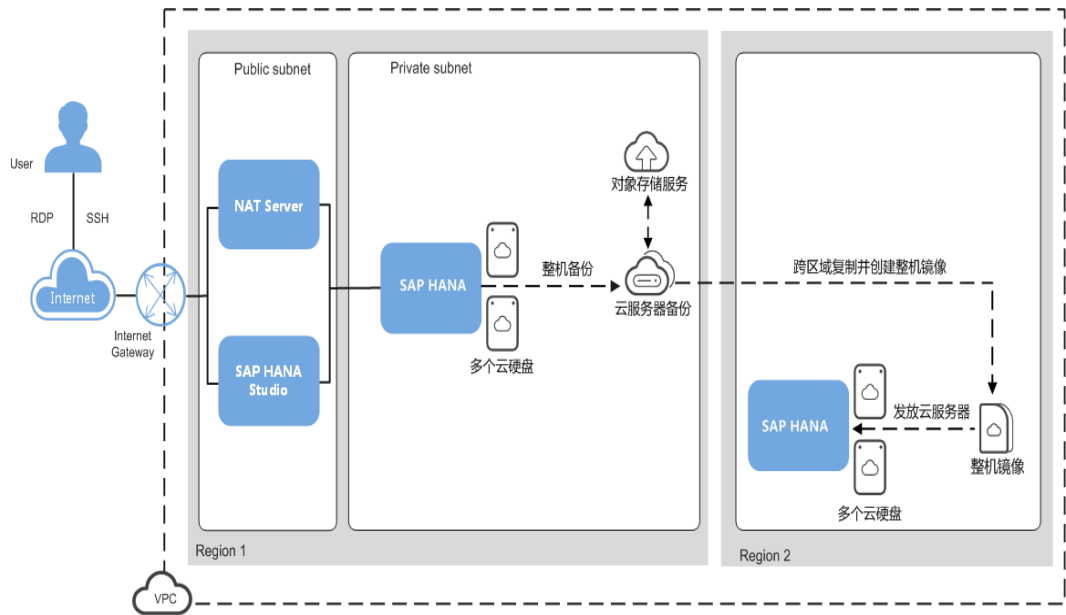 Public subnet
Private subnet
User
RDP
SSH
Internet
Internet
Gateway
NAT Server
SAP HANA
Studio
SAP HANA
多个云硬盘
整机备份
对象存储服务
云服务器备份
跨区域复制并创建整机镜像
SAP HANA
多个云硬盘
发放云服务器
整机镜像
Region 1
Region 2
VPC